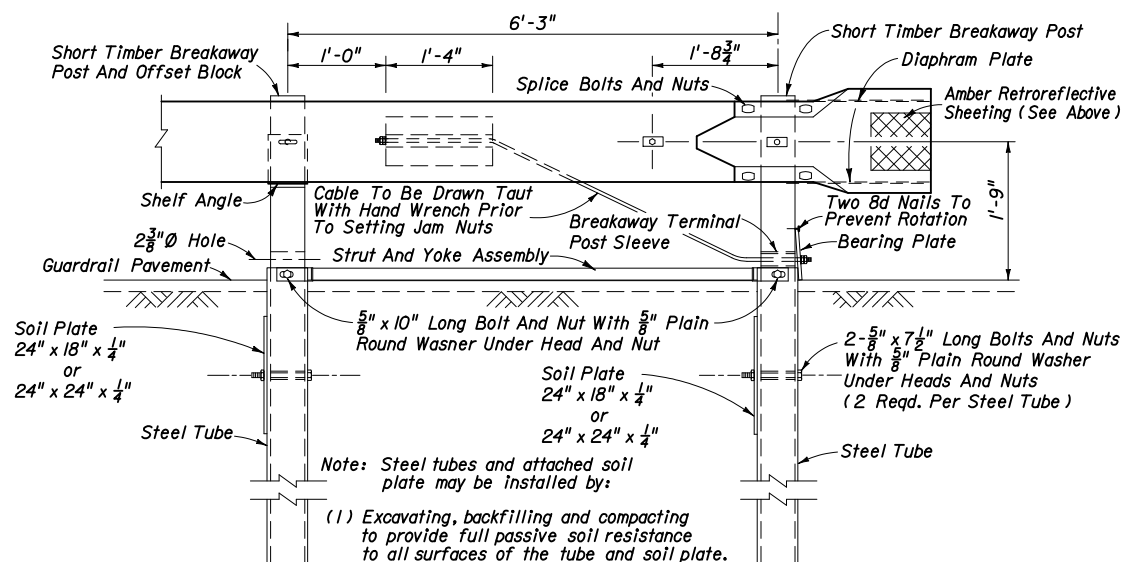 6'-3"
1'-0"
1'-4"
1'-8 3/4"
Short Timber Breakaway
Post And Offset Block
Splice Bolts And Nuts
Short Timber Breakaway Post
Diaphram Plate
Amber Retroreflective
Sheeting (See Above)
Shelf Angle
Cable To Be Drawn Taut
With Hand Wrench Prior
To Setting Jam Nuts
Breakaway Terminal
Post Sleeve
Two 8d Nails To
Prevent Rotation
Bearing Plate
1'-9"
2 3/8"Ø Hole
Strut And Yoke Assembly
Guardrail Pavement
5/8" x 10" Long Bolt And Nut With 5/8" Plain
Round Wasner Under Head And Nut
Soil Plate
24" x 18" x 1/4"
or
24" x 24" x 1/4"
Soil Plate
24" x 18" x 1/4"
or
24" x 24" x 1/4"
2-5/8" x 7 1/2" Long Bolts And Nuts
With 5/8" Plain Round Washer
Under Heads And Nuts
(2 Reqd. Per Steel Tube)
Steel Tube
Steel Tube
Note: Steel tubes and attached soil
plate may be installed by:
(1) Excavating, backfilling and compacting
to provide full passive soil resistance
to all surfaces of the tube and soil plate.